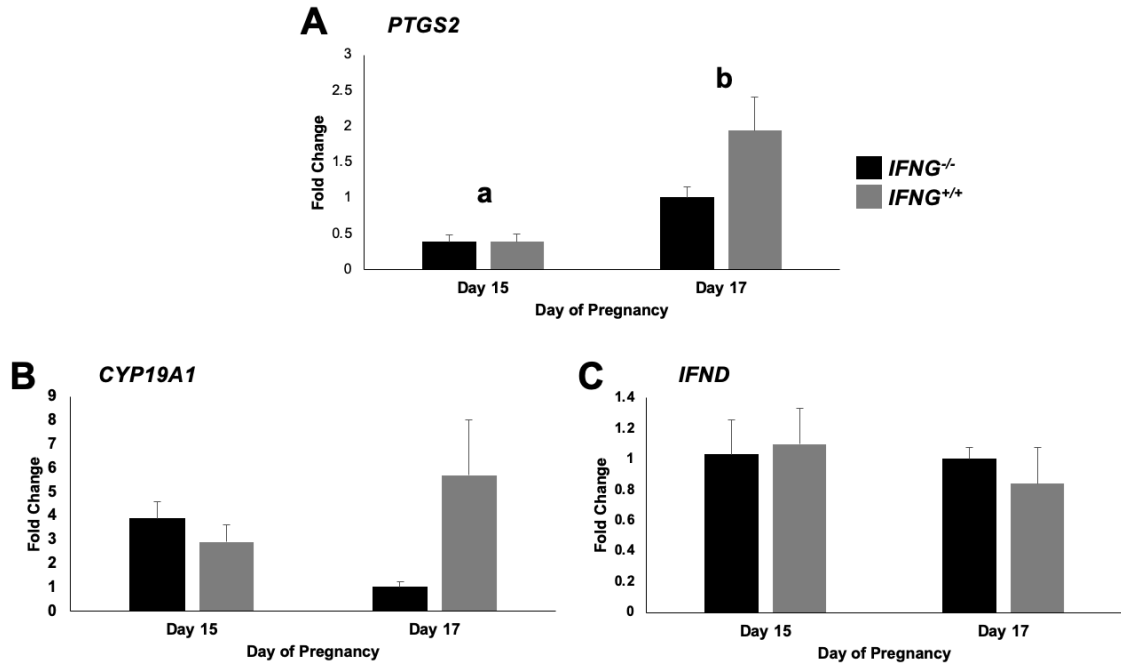 A PTGS2
3
2.5
2
1.5
1
0.5
0
Fold Change
a
b
Day 15 Day 17
Day of Pregnancy
IFNG-/-
IFNG+/+
B CYP19A1
9
8
7
6
5
4
3
2
1
0
Fold Change
Day 15 Day 17
Day of Pregnancy
C IFND
1.4
1.2
1
0.8
0.6
0.4
0.2
0
Fold Change
Day 15 Day 17
Day of Pregnancy